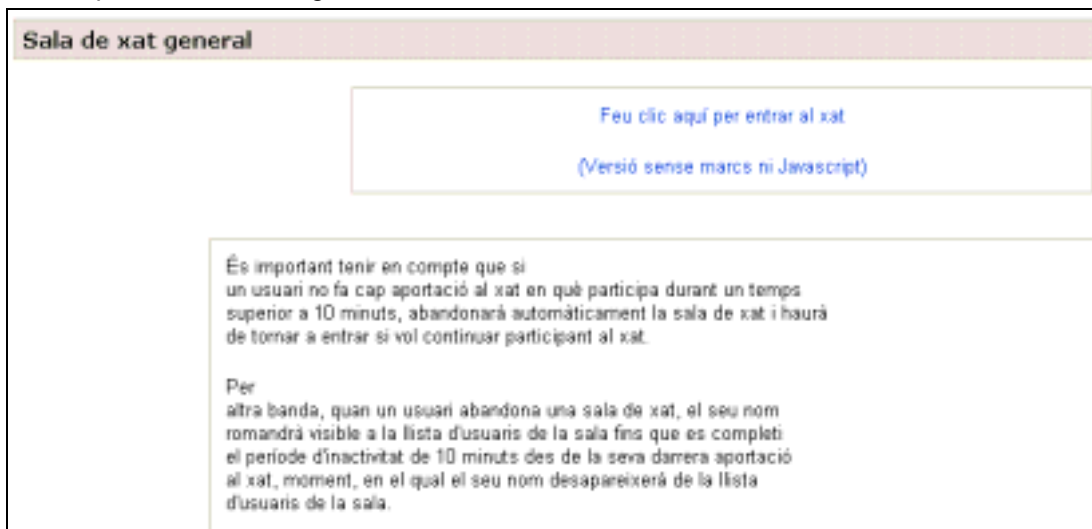 Sala de xat general
Feu clic aquí per entrar al xat
(Versió sense marcs ni Javascript)
És important tenir en compte que si
un usuari no fa cap aportació al xat en què participa durant un temps
superior a 10 minuts, abandonarà automàticament la sala de xat i haurà
de tornar a entrar si vol continuar participant al xat.
Per
altra banda, quan un usuari abandona una sala de xat, el seu nom
romandrà visible a la llista d'usuaris de la sala fins que es completi
el període d'inactivitat de 10 minuts des de la seva darrera aportació
al xat, moment, en el qual el seu nom desapareixerà de la llista
d'usuaris de la sala.